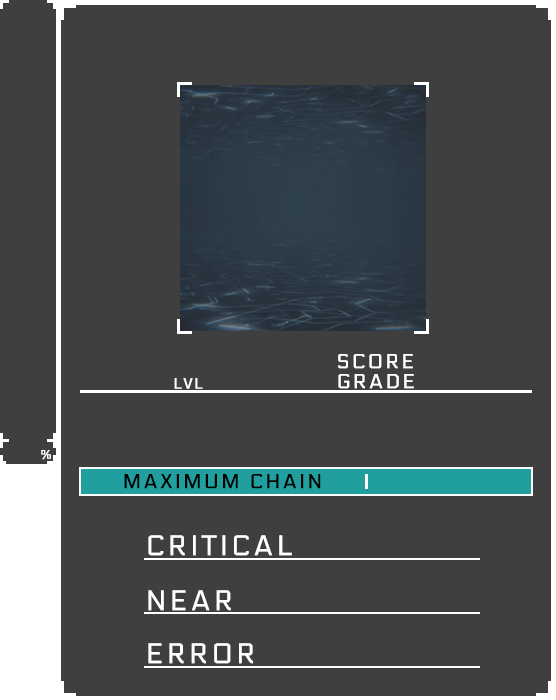 SCORE
LVL GRADE
%
MAXIMUM CHAIN
CRITICAL
NEAR
ERROR